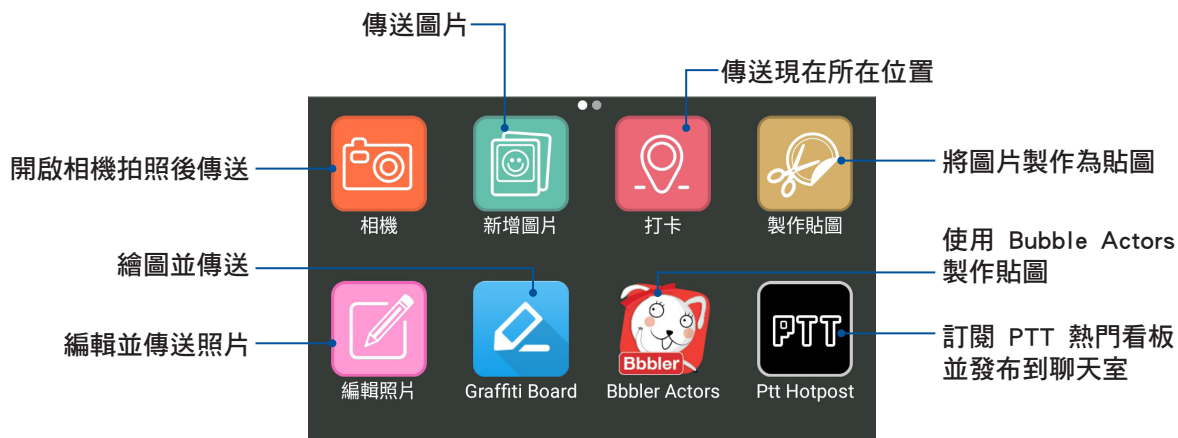 傳送圖片
傳送現在所在位置
開啟相機拍照後傳送
將圖片製作為貼圖
相機
新增圖片
打卡
製作貼圖
使用 Bubble Actors
製作貼圖
繪圖並傳送
編輯並傳送照片
PTT
訂閱 PTT 熱門看板
並發布到聊天室
Bbbler
編輯照片
Graffiti Board
Bbbler Actors
Ptt Hotpost